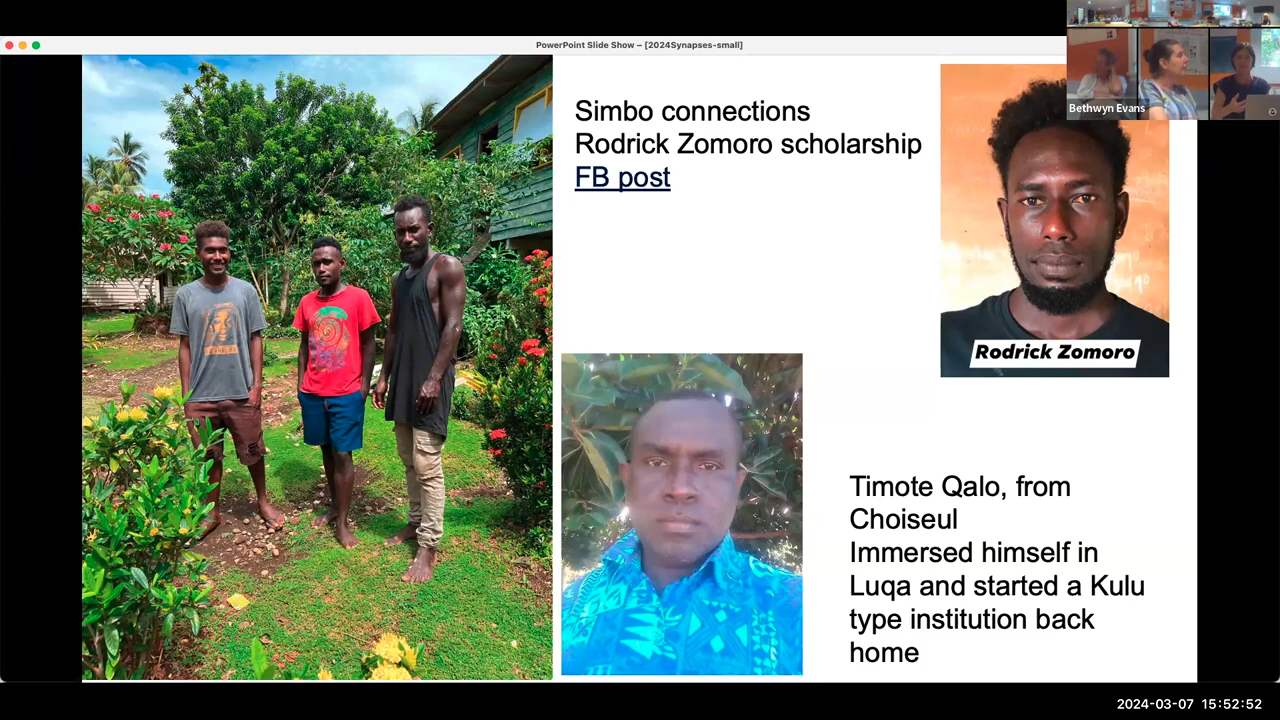 PowerPoint Slide Show – [2024Synapses-small]
Simbo connections
Rodrick Zomoro scholarship
FB post
Bethwyn Evans
Rodrick Zomoro
Timote Qalo, from
Choiseul
Immersed himself in
Luqa and started a Kulu
type institution back
home
2024-03-07 15:52:52